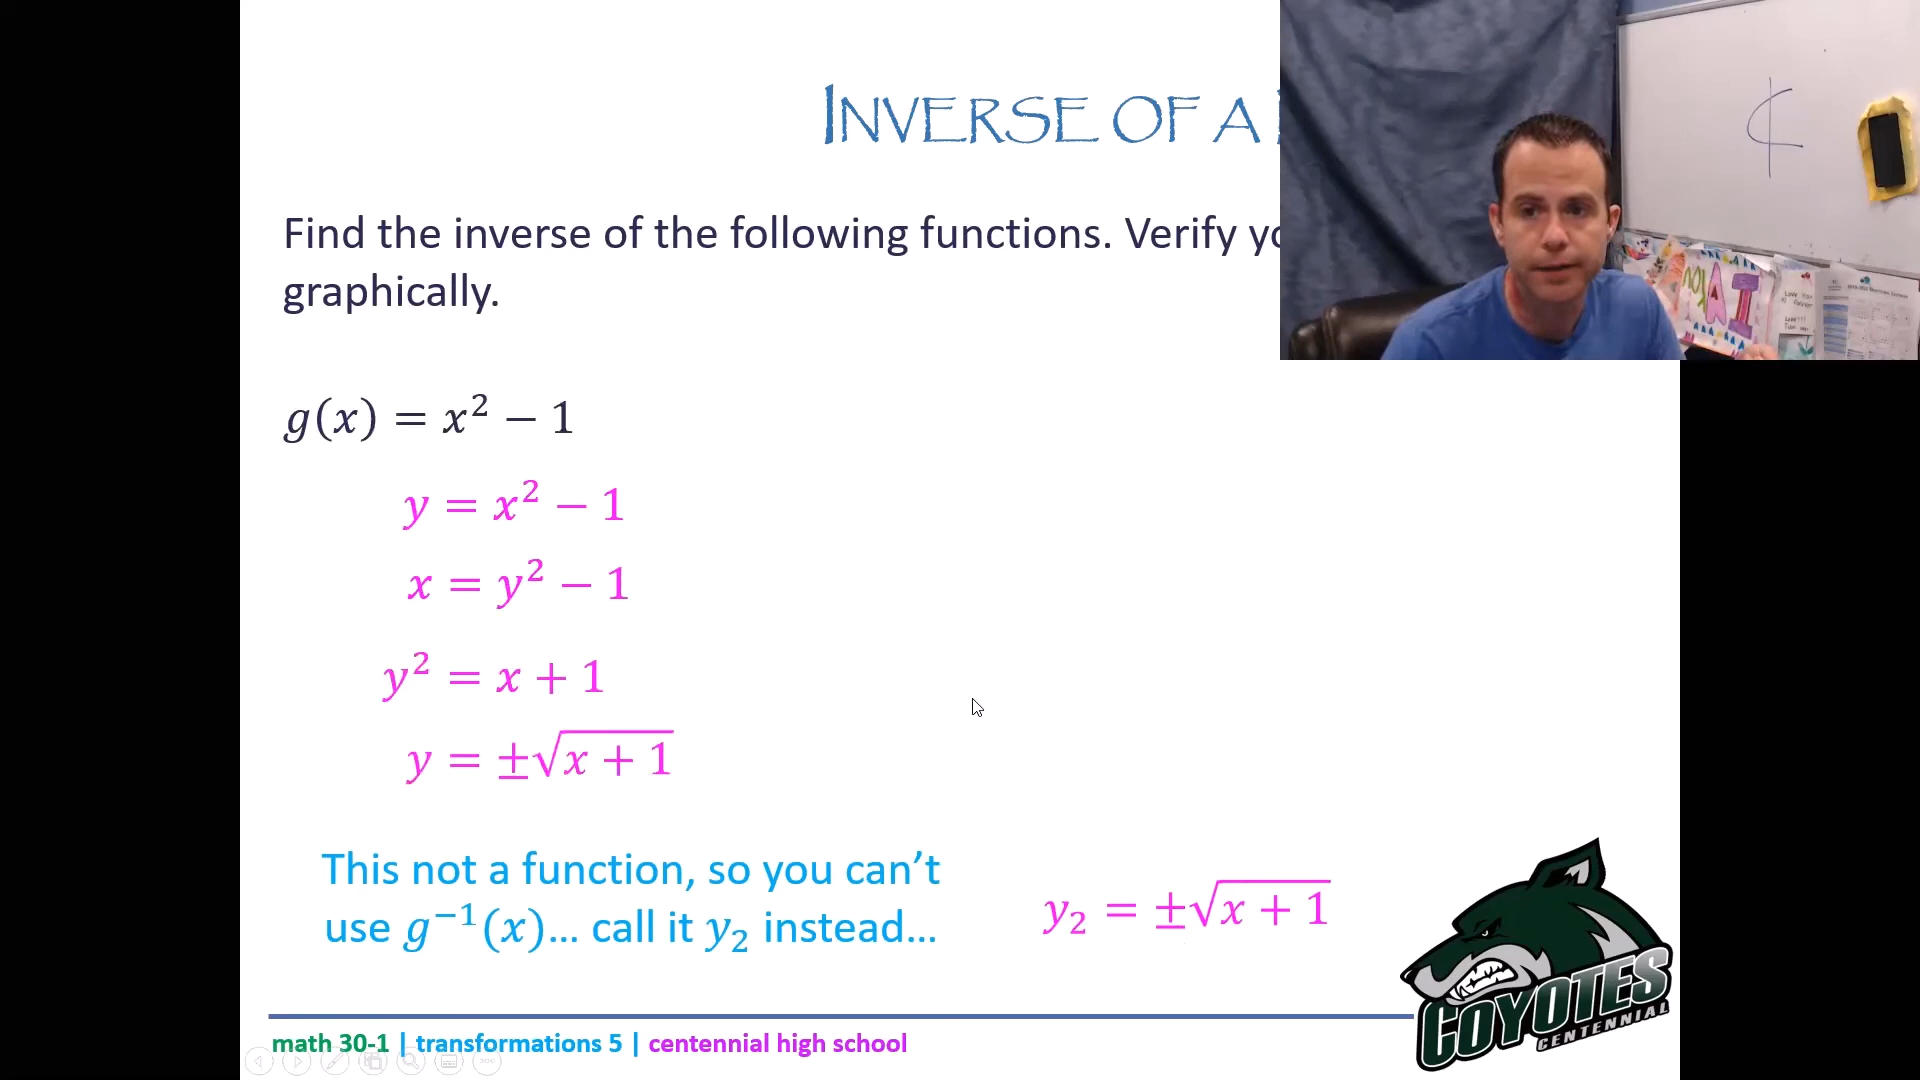 INVERSE OF A
Find the inverse of the following functions. Verify yo
graphically.
g(x) = x² − 1
y = x² − 1
x = y² − 1
y² = x + 1
y = ±√(x + 1)
This not a function, so you can’t
use g⁻¹(x)… call it y₂ instead…
y₂ = ±√(x + 1)
COYOTES
CENTENNIAL
math 30-1 | transformations 5 | centennial high school